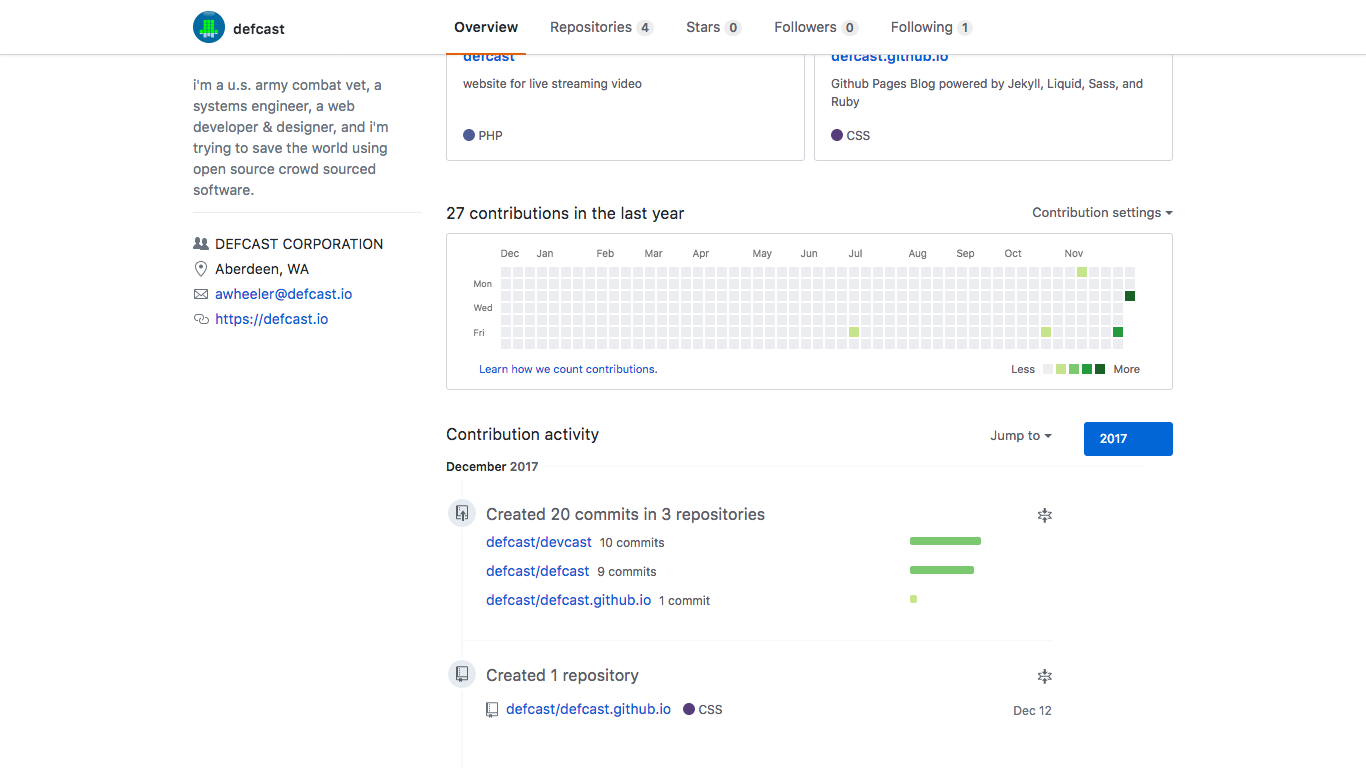 defcast
Overview
Repositories 4
Stars 0
Followers 0
Following 1
i'm a u.s. army combat vet, a
systems engineer, a web
developer & designer, and i'm
trying to save the world using
open source crowd sourced
software.
DEFCAST CORPORATION
Aberdeen, WA
awheeler@defcast.io
https://defcast.io
defcast
website for live streaming video
PHP
defcast.github.io
Github Pages Blog powered by Jekyll, Liquid, Sass, and
Ruby
CSS
27 contributions in the last year
Contribution settings
Dec Jan Feb Mar Apr May Jun Jul Aug Sep Oct Nov
Mon
Wed
Fri
Learn how we count contributions.
Less
More
Contribution activity
Jump to
2017
December 2017
Created 20 commits in 3 repositories
defcast/devcast 10 commits
defcast/defcast 9 commits
defcast/defcast.github.io 1 commit
Created 1 repository
defcast/defcast.github.io CSS Dec 12